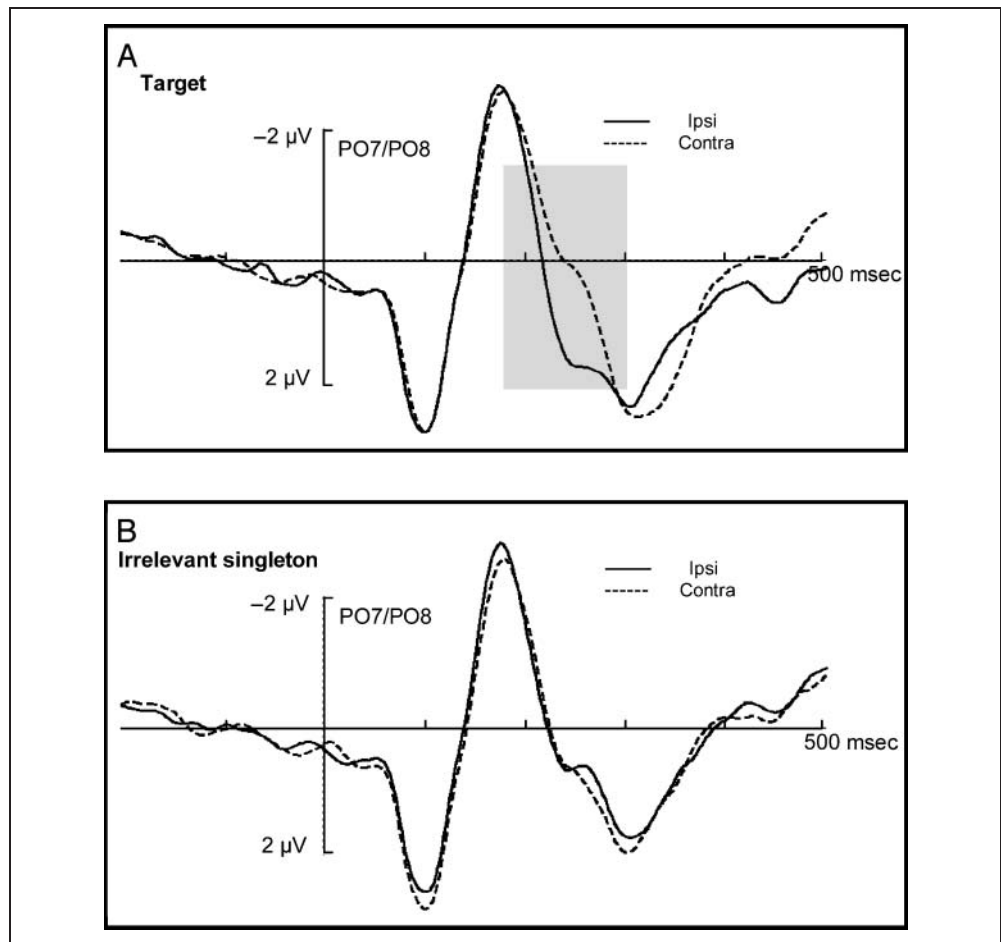 A
Target
−2 µV
PO7/PO8
Ipsi
Contra
500 msec
2 µV
B
Irrelevant singleton
−2 µV
PO7/PO8
Ipsi
Contra
500 msec
2 µV